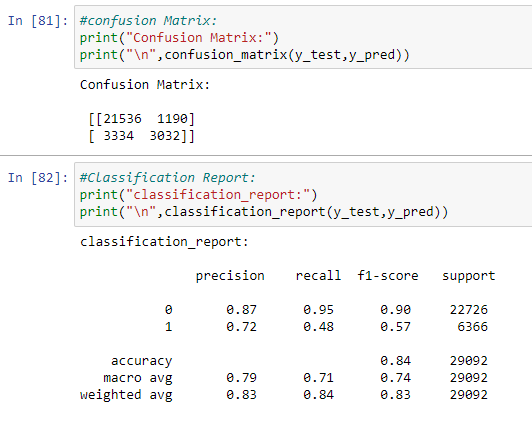 In [81]: #confusion Matrix:
print("Confusion Matrix:")
print("\n",confusion_matrix(y_test,y_pred))
Confusion Matrix:
[[21536 1190]
[ 3334 3032]]
In [82]: #Classification Report:
print("classification_report:")
print("\n",classification_report(y_test,y_pred))
classification_report:
precision recall f1-score support
0 0.87 0.95 0.90 22726
1 0.72 0.48 0.57 6366
accuracy 0.84 29092
macro avg 0.79 0.71 0.74 29092
weighted avg 0.83 0.84 0.83 29092